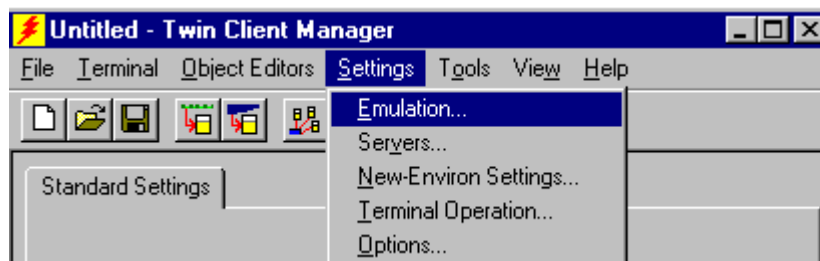 Untitled - Twin Client Manager
File Terminal Object Editors Settings Tools View Help
Emulation...
Servers...
Standard Settings
New-Environ Settings...
Terminal Operation...
Options...